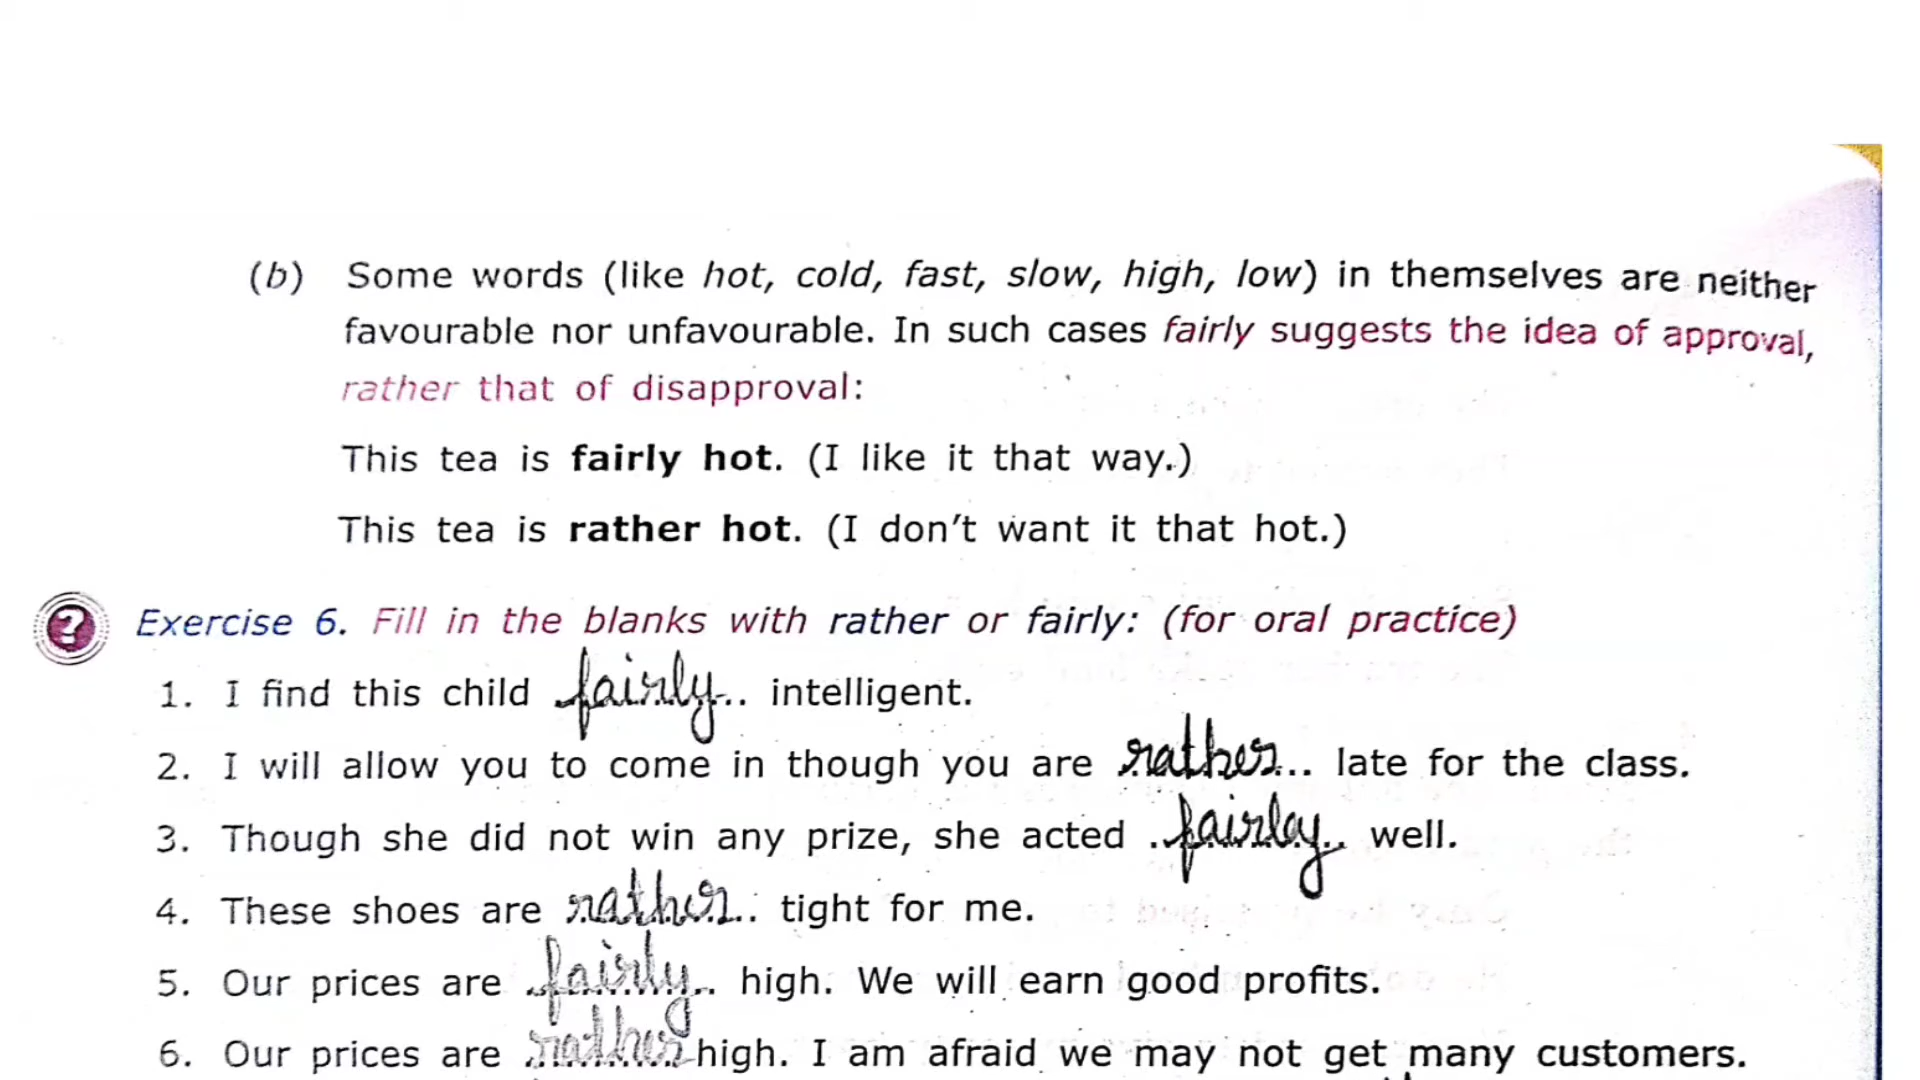 (b) Some words (like hot, cold, fast, slow, high, low) in themselves are neither
favourable nor unfavourable. In such cases fairly suggests the idea of approval,
rather that of disapproval:
This tea is fairly hot. (I like it that way.)
This tea is rather hot. (I don't want it that hot.)
? Exercise 6. Fill in the blanks with rather or fairly: (for oral practice)
1. I find this child fairly... intelligent.
2. I will allow you to come in though you are rather... late for the class.
3. Though she did not win any prize, she acted ..fairley.. well.
4. These shoes are rather... tight for me.
5. Our prices are ..fairly.. high. We will earn good profits.
6. Our prices are ..rather high. I am afraid we may not get many customers.